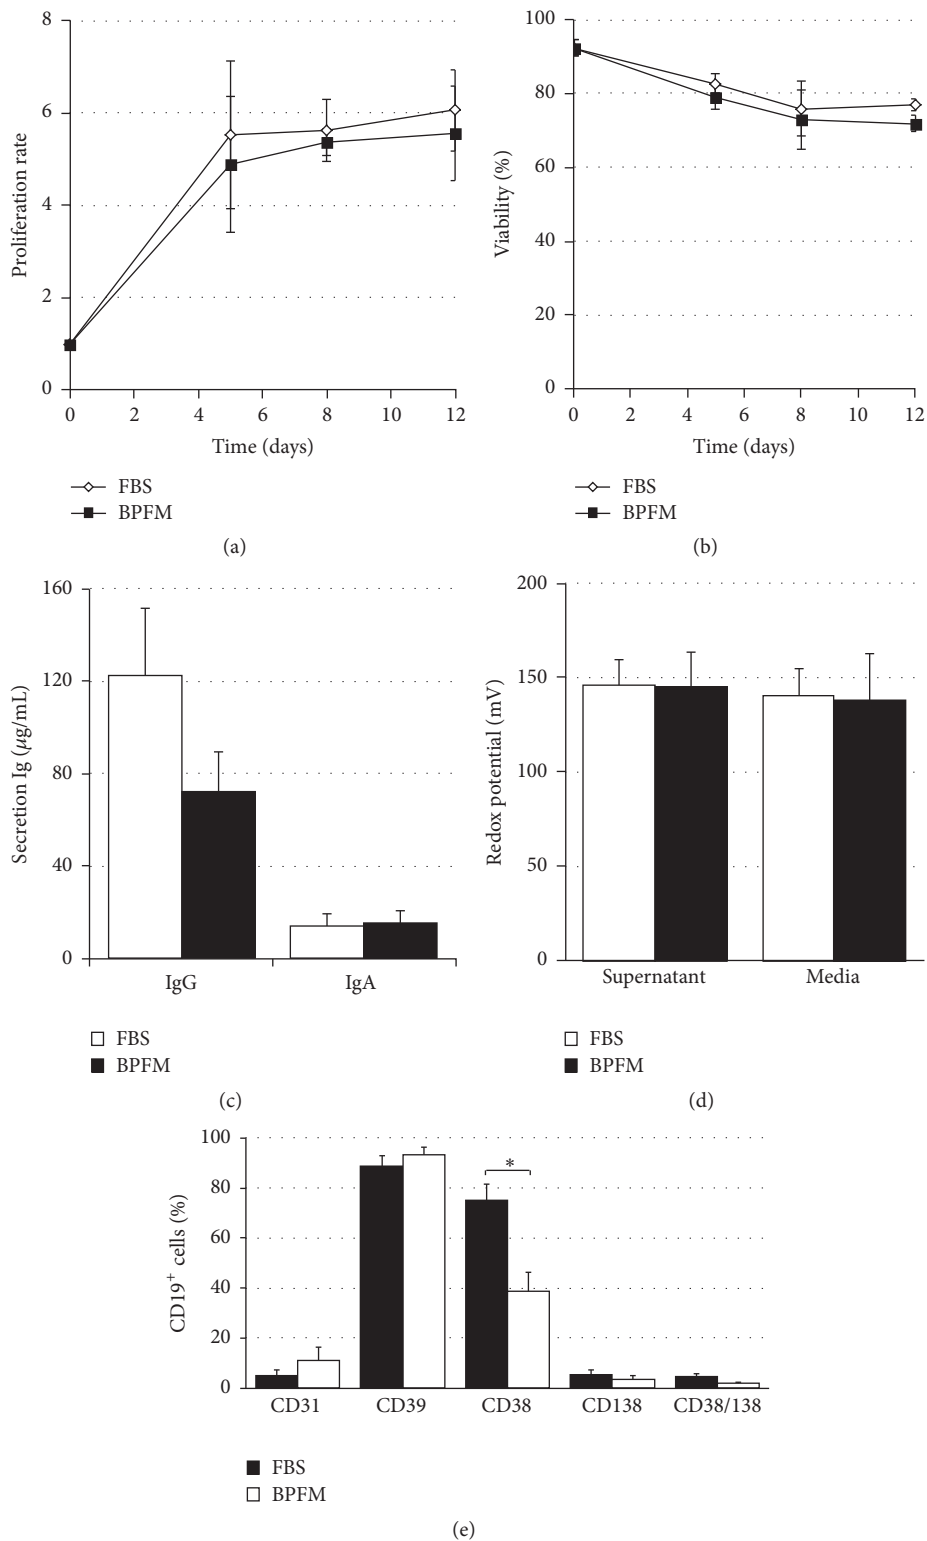 8
6
4
2
0
Proliferation rate
0 2 4 6 8 10 12
Time (days)
FBS
BPFM
(a)
100
80
60
40
20
0
Viability (%)
0 2 4 6 8 10 12
Time (days)
FBS
BPFM
(b)
160
120
80
40
0
Secretion Ig (μg/mL)
IgG IgA
FBS
BPFM
(c)
200
150
100
50
0
Redox potential (mV)
Supernatant Media
FBS
BPFM
(d)
100
80
60
40
20
0
CD19+ cells (%)
*
CD31 CD39 CD38 CD138 CD38/138
FBS
BPFM
(e)